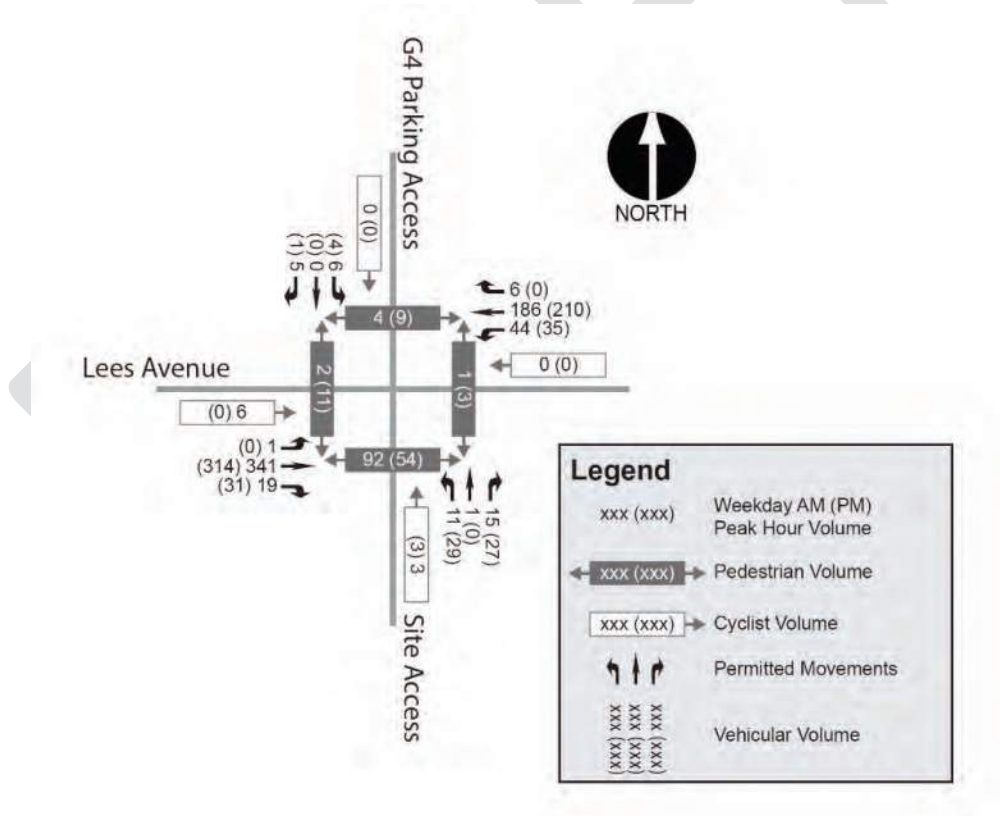 G4 Parking Access
NORTH
0 (0)
(1) 5
(0) 0
(4) 6
6 (0)
186 (210)
44 (35)
4 (9)
Lees Avenue
2 (11)
1 (3)
0 (0)
(0) 6
(0) 1
(314) 341
(31) 19
92 (54)
11 (29)
1 (0)
15 (27)
(3) 3
Site Access
Legend
xxx (xxx)
Weekday AM (PM)
Peak Hour Volume
xxx (xxx)
Pedestrian Volume
xxx (xxx)
Cyclist Volume
Permitted Movements
xxx (xxx)
xxx (xxx)
xxx (xxx)
Vehicular Volume